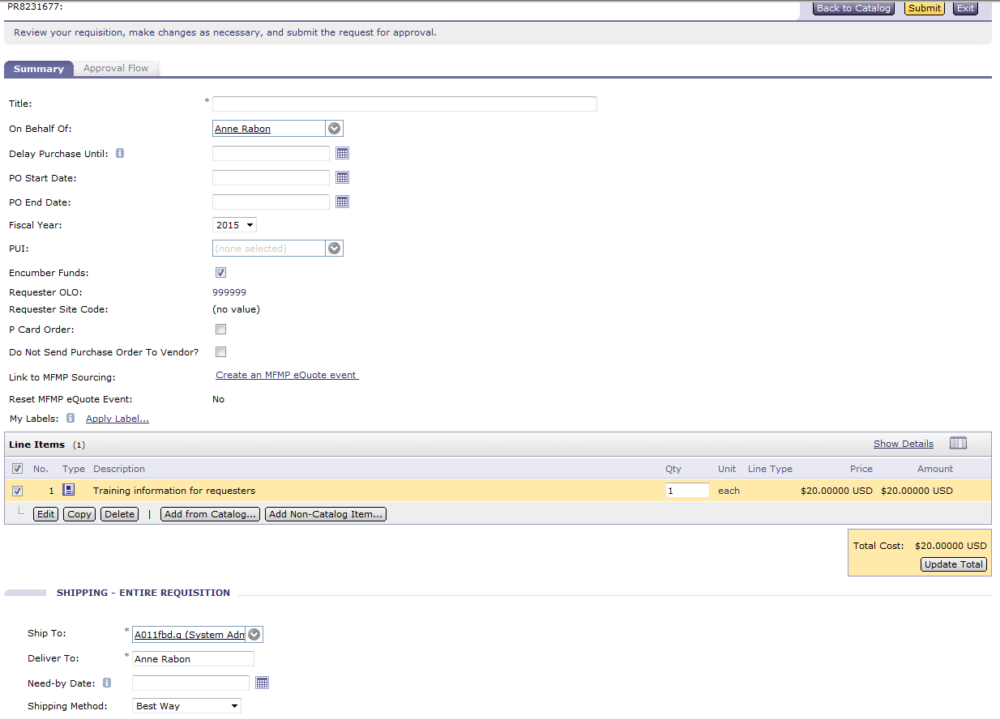 PR8231677:
Back to Catalog Submit Exit
Review your requisition, make changes as necessary, and submit the request for approval.
Summary Approval Flow
Title: *
On Behalf Of: Anne Rabon
Delay Purchase Until:
PO Start Date:
PO End Date:
Fiscal Year: 2015
PUI: (none selected)
Encumber Funds:
Requester OLO: 999999
Requester Site Code: (no value)
P Card Order:
Do Not Send Purchase Order To Vendor?
Link to MFMP Sourcing: Create an MFMP eQuote event
Reset MFMP eQuote Event: No
My Labels: Apply Label...
Line Items (1) Show Details
No. Type Description Qty Unit Line Type Price Amount
1 Training information for requesters 1 each $20.00000 USD $20.00000 USD
Edit Copy Delete | Add from Catalog... Add Non-Catalog Item...
Total Cost: $20.00000 USD
Update Total
SHIPPING - ENTIRE REQUISITION
Ship To: * A011fbd.q (System Adm
Deliver To: * Anne Rabon
Need-by Date:
Shipping Method: Best Way